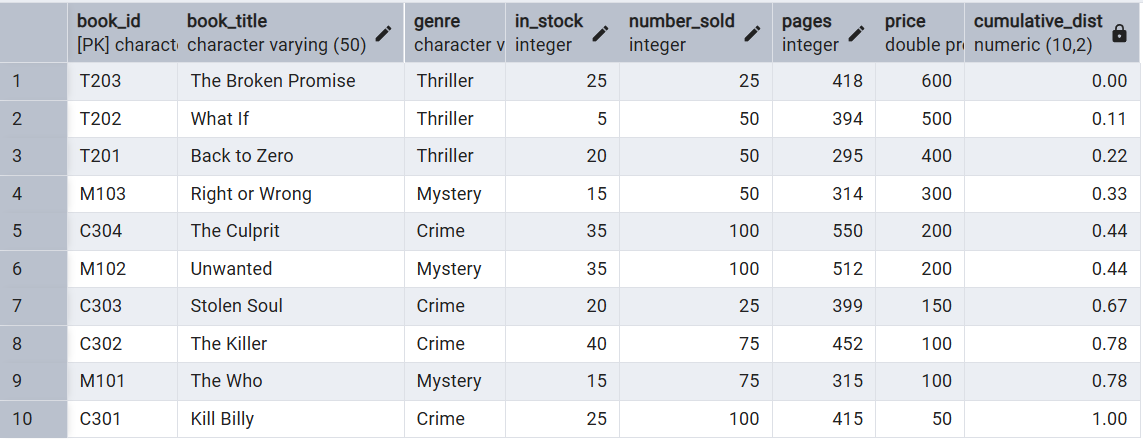 book_id book_title genre in_stock number_sold pages price cumulative_dist
[PK] charact character varying (50) character v integer integer integer double pre numeric (10,2)
1 T203 The Broken Promise Thriller 25 25 418 600 0.00
2 T202 What If Thriller 5 50 394 500 0.11
3 T201 Back to Zero Thriller 20 50 295 400 0.22
4 M103 Right or Wrong Mystery 15 50 314 300 0.33
5 C304 The Culprit Crime 35 100 550 200 0.44
6 M102 Unwanted Mystery 35 100 512 200 0.44
7 C303 Stolen Soul Crime 20 25 399 150 0.67
8 C302 The Killer Crime 40 75 452 100 0.78
9 M101 The Who Mystery 15 75 315 100 0.78
10 C301 Kill Billy Crime 25 100 415 50 1.00